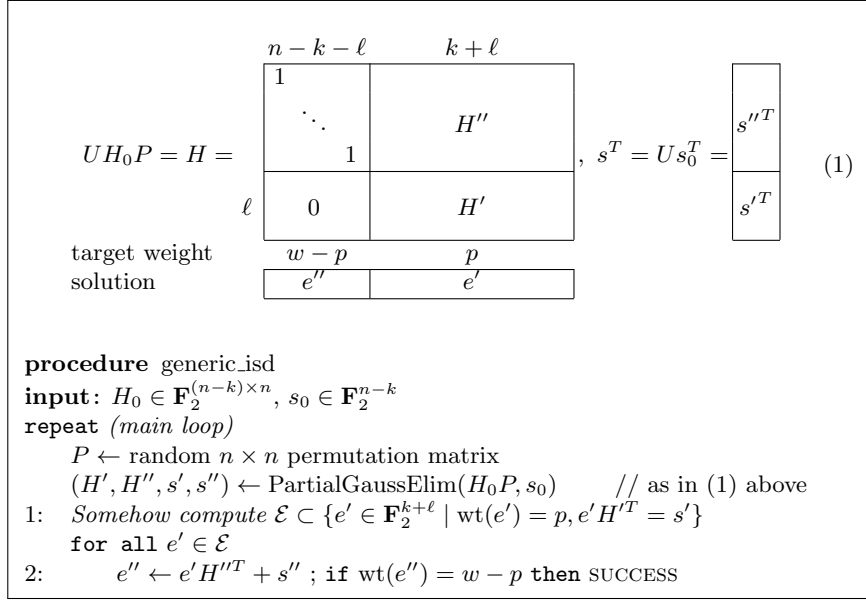 n − k − ℓ k + ℓ
1
⋱ H′′ s′′ᵀ
UH₀P = H = 1 , sᵀ = Us₀ᵀ = (1)
ℓ 0 H′ s′ᵀ
target weight w − p p
solution e′′ e′
procedure generic_isd
input: H₀ ∈ F₂^{(n−k)×n}, s₀ ∈ F₂^{n−k}
repeat (main loop)
P ← random n × n permutation matrix
(H′, H′′, s′, s′′) ← PartialGaussElim(H₀P, s₀) // as in (1) above
1: Somehow compute ℰ ⊂ {e′ ∈ F₂^{k+ℓ} | wt(e′) = p, e′H′ᵀ = s′}
for all e′ ∈ ℰ
2: e′′ ← e′H′′ᵀ + s′′ ; if wt(e′′) = w − p then SUCCESS